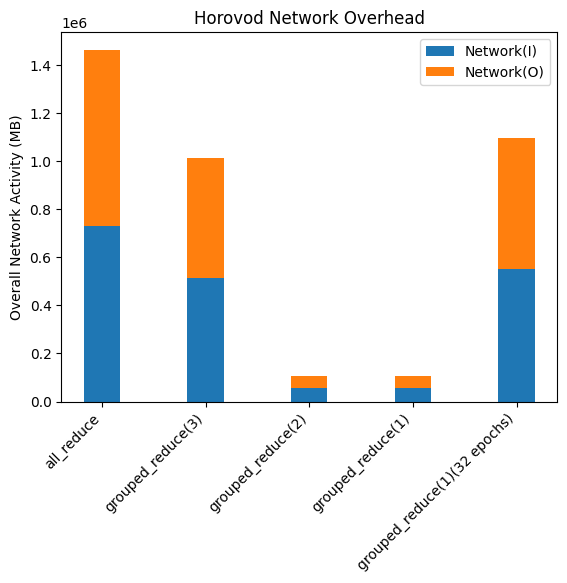 Horovod Network Overhead
1e6
Network(I)
Network(O)
Overall Network Activity (MB)
1.4
1.2
1.0
0.8
0.6
0.4
0.2
0.0
all_reduce
grouped_reduce(3)
grouped_reduce(2)
grouped_reduce(1)
grouped_reduce(1)(32 epochs)